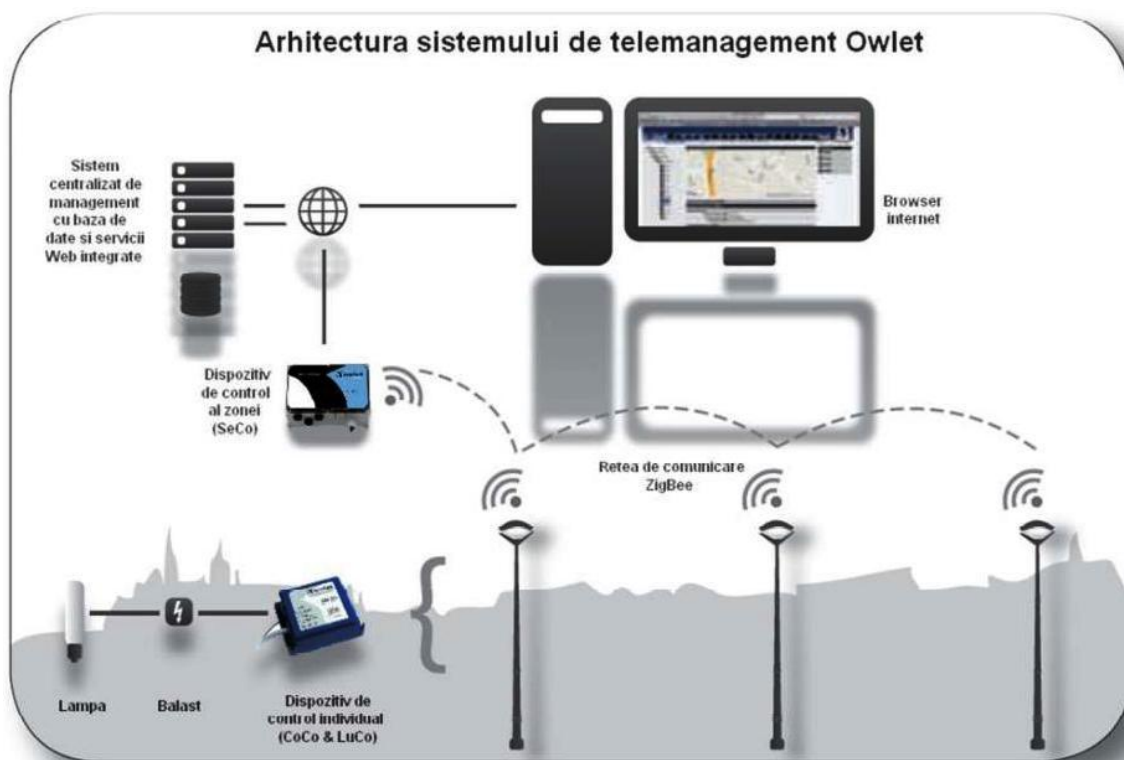 Arhitectura sistemului de telemanagement Owlet
Sistem
centralizat de
management
cu baza de
date si servicii
Web integrate
Browser
internet
Dispozitiv
de control
al zonei
(SeCo)
Retea de comunicare
ZigBee
Lampa
Balast
Dispozitiv de
control individual
(CoCo & LuCo)